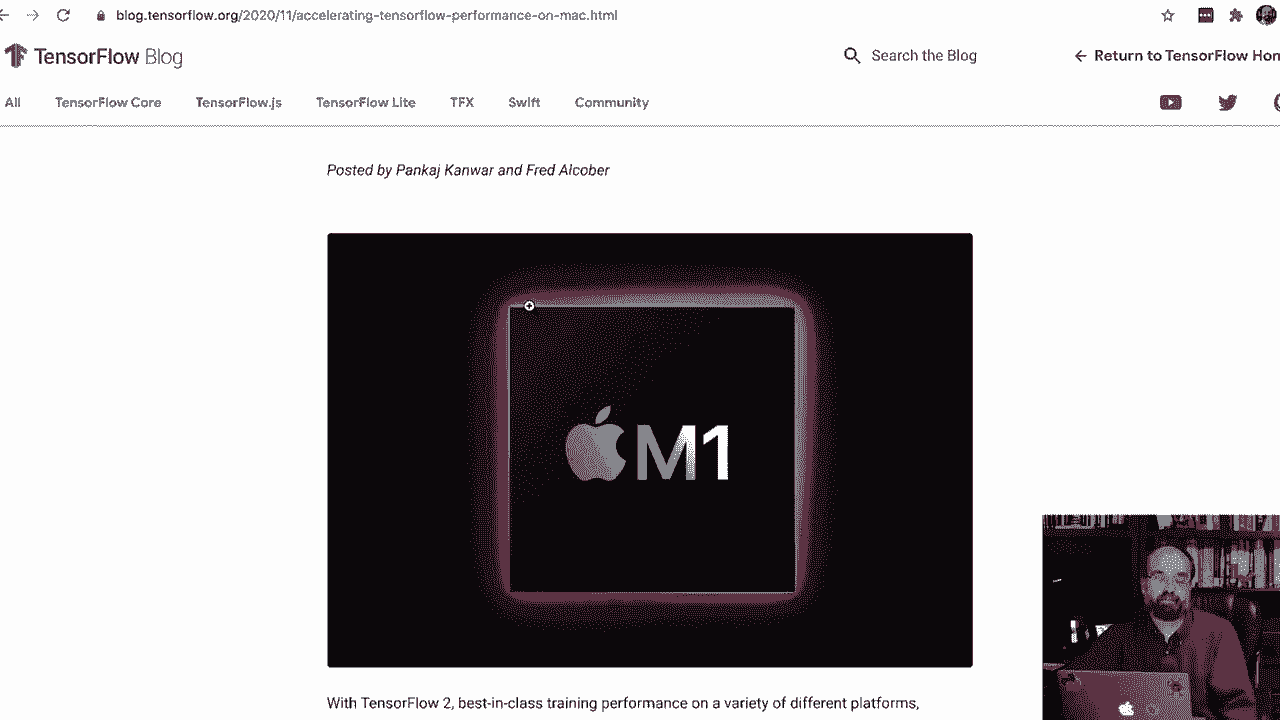 blog.tensorflow.org/2020/11/accelerating-tensorflow-performance-on-mac.html
TensorFlow Blog
Search the Blog
Return to TensorFlow Hom
All
TensorFlow Core
TensorFlow.js
TensorFlow Lite
TFX
Swift
Community
Posted by Pankaj Kanwar and Fred Alcober
M1
With TensorFlow 2, best-in-class training performance on a variety of different platforms,